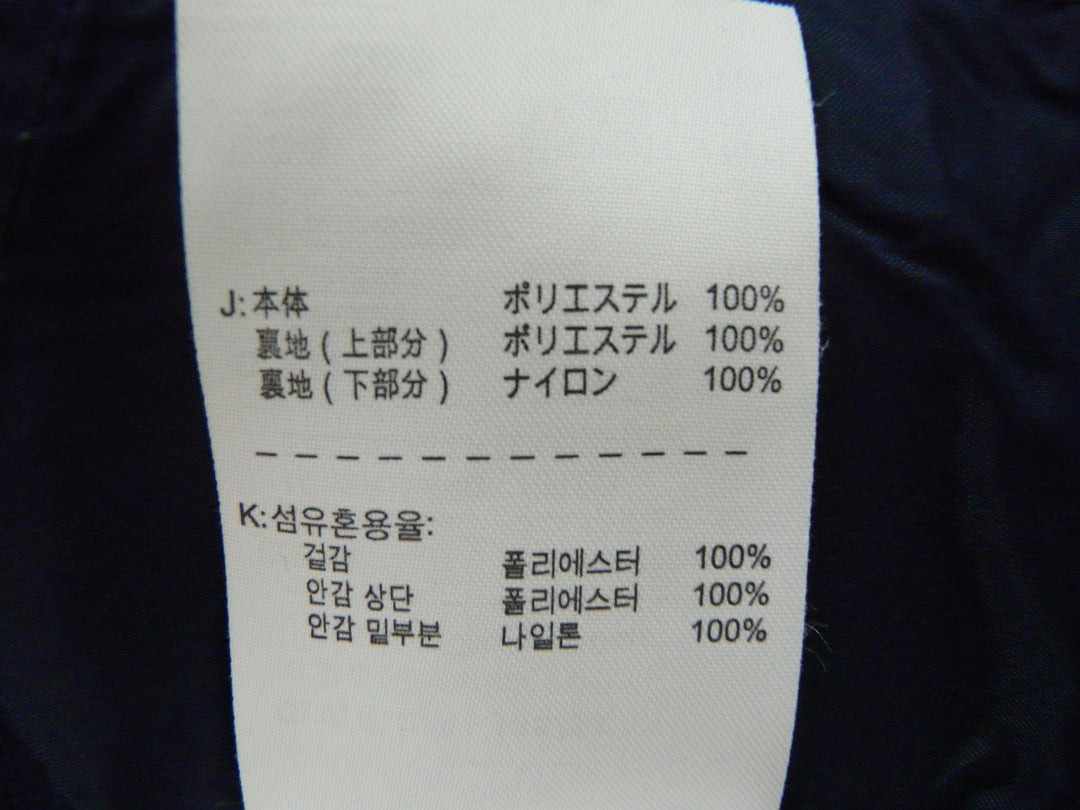 J: 本体 ポリエステル 100%
裏地 ( 上部分 ) ポリエステル 100%
裏地 ( 下部分 ) ナイロン 100%
- - - - - - - - - - - - -
K: 섬유혼용율:
걸감 폴리에스터 100%
안감 상단 폴리에스터 100%
안감 밑부분 나일론 100%